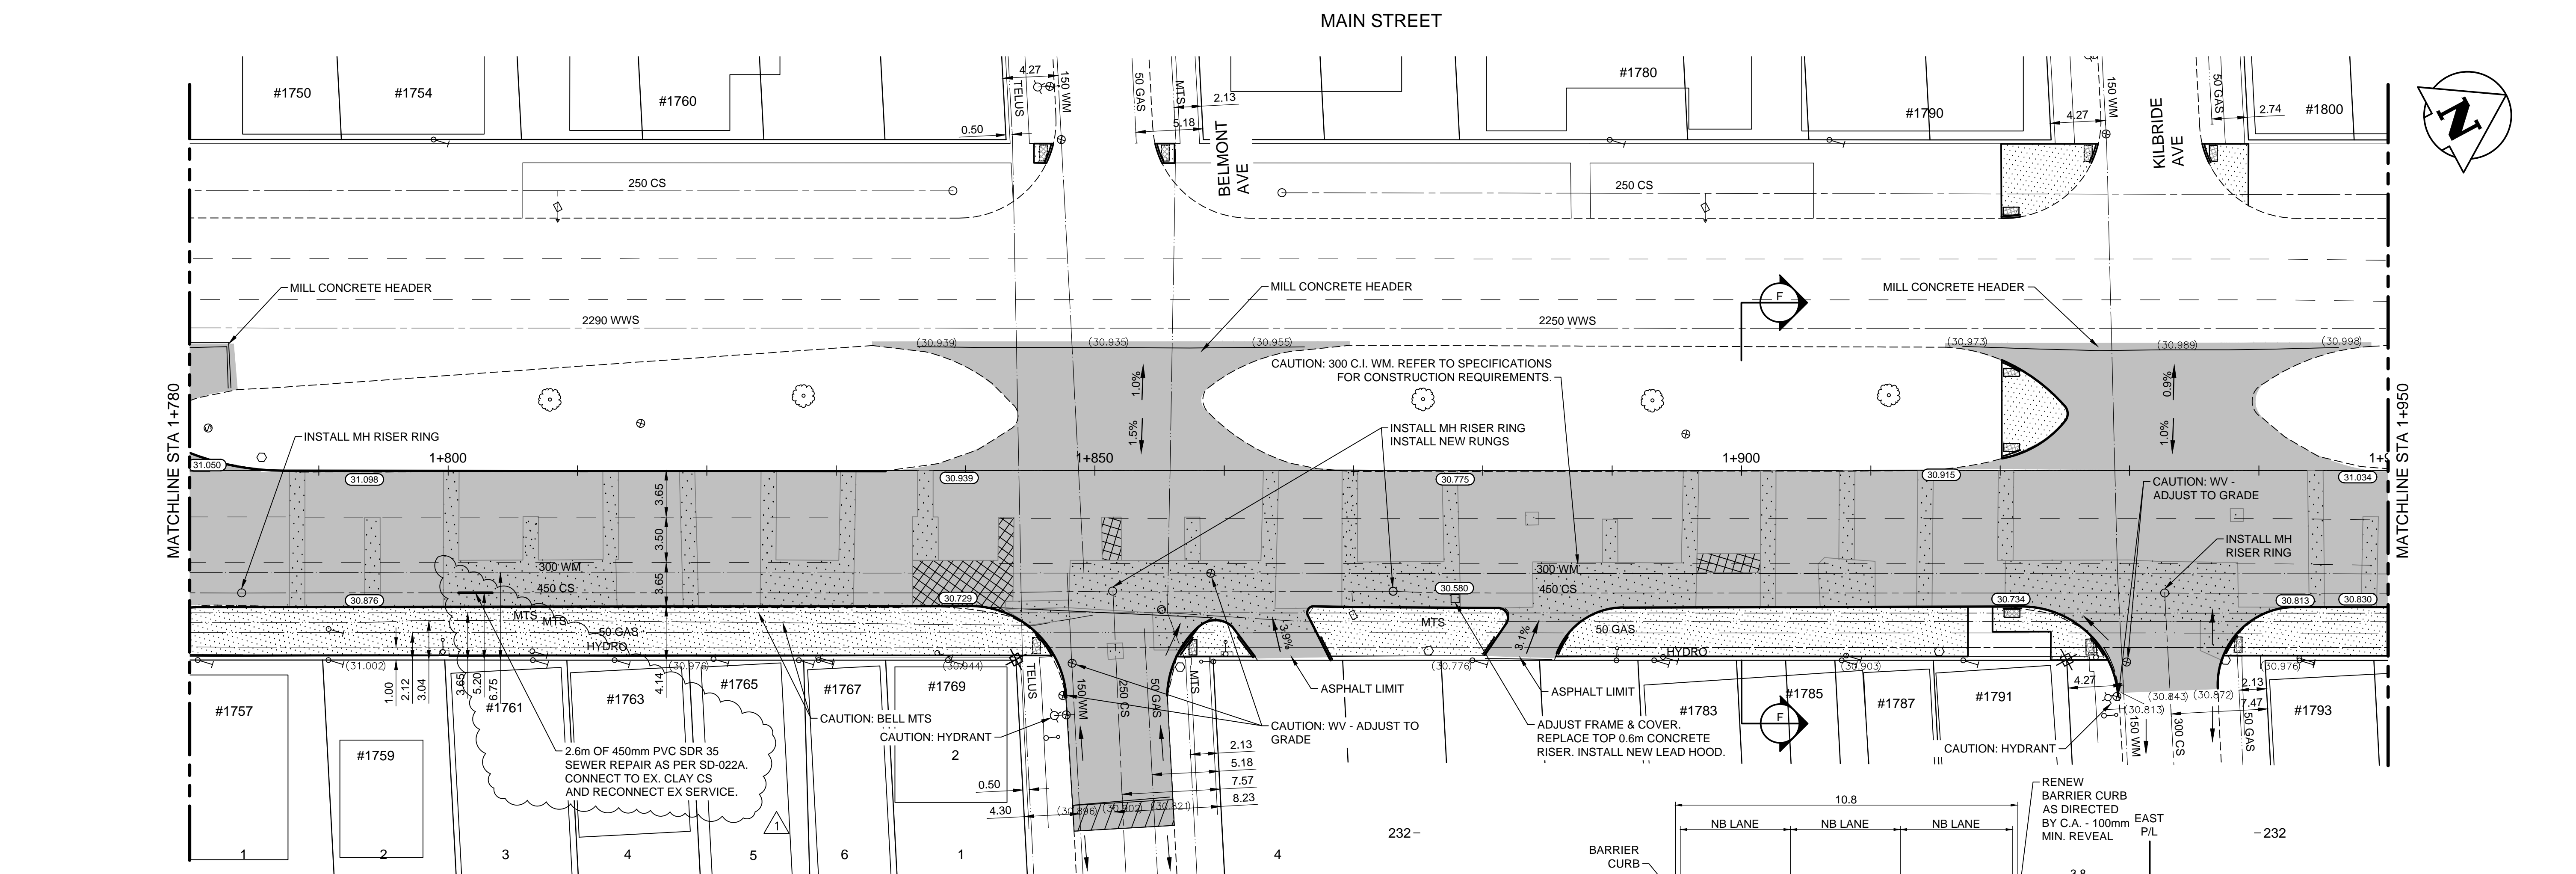 MAIN STREET
#1750
#1754
#1760
4.27
TELUS
150 WM
0.50
50 GAS
MTS
2.13
5.18
BELMONT
AVE
#1780
#1790
4.27
150 WM
KILBRIDE
AVE
50 GAS
2.74
#1800
N
250 CS
250 CS
MILL CONCRETE HEADER
2290 WWS
MILL CONCRETE HEADER
2250 WWS
F
MILL CONCRETE HEADER
(30.939)
(30.935)
(30.955)
(30.973)
(30.989)
(30.998)
CAUTION: 300 C.I. WM. REFER TO SPECIFICATIONS
FOR CONSTRUCTION REQUIREMENTS.
1.0%
1.5%
0.9%
1.0%
MATCHLINE STA 1+780
MATCHLINE STA 1+950
INSTALL MH RISER RING
INSTALL MH RISER RING
INSTALL NEW RUNGS
31.050
1+800
1+850
1+900
31.098
30.939
30.775
30.915
31.034
CAUTION: WV -
ADJUST TO GRADE
INSTALL MH
RISER RING
3.65
3.50
3.65
300 WM
450 CS
300 WM
450 CS
30.876
30.729
30.580
30.734
30.813
30.830
MTS
MTS
50 GAS
HYDRO
MTS
50 GAS
HYDRO
3.9%
3.1%
(31.002)
(30.976)
(30.944)
(30.776)
(30.903)
(30.976)
1.00
2.12
3.04
3.65
5.20
6.75
4.14
#1757
#1759
#1761
#1763
#1765
#1767
#1769
2
TELUS
150 WM
250 CS
50 GAS
MTS
ASPHALT LIMIT
ASPHALT LIMIT
#1783
#1785
#1787
#1791
#1793
4.27
2.13
7.47
(30.843)
(30.872)
(30.813)
150 WM
300 CS
50 GAS
CAUTION: BELL MTS
CAUTION: HYDRANT
CAUTION: WV - ADJUST TO
GRADE
ADJUST FRAME & COVER.
REPLACE TOP 0.6m CONCRETE
RISER. INSTALL NEW LEAD HOOD.
F
CAUTION: HYDRANT
2.6m OF 450mm PVC SDR 35
SEWER REPAIR AS PER SD-022A.
CONNECT TO EX. CLAY CS
AND RECONNECT EX SERVICE.
1
2.13
5.18
7.57
8.23
0.50
4.30
(30.896)
(30.902)
(30.821)
1
2
3
4
5
6
1
4
232
10.8
NB LANE
NB LANE
NB LANE
BARRIER
CURB
RENEW
BARRIER CURB
AS DIRECTED
BY C.A. - 100mm
MIN. REVEAL
EAST
P/L
232